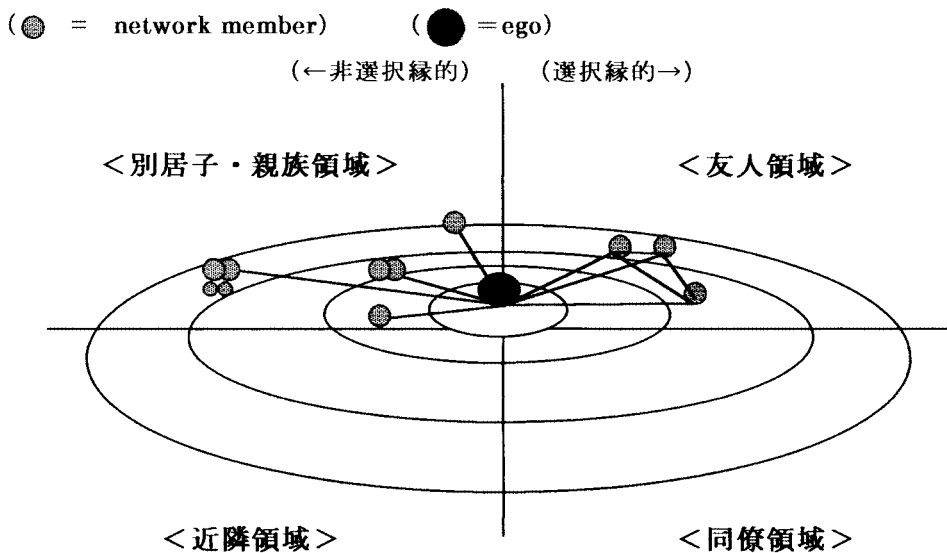 (● = network member) (● = ego)
(←非選択縁的) (選択縁的→)
＜別居子・親族領域＞ ＜友人領域＞
＜近隣領域＞ ＜同僚領域＞